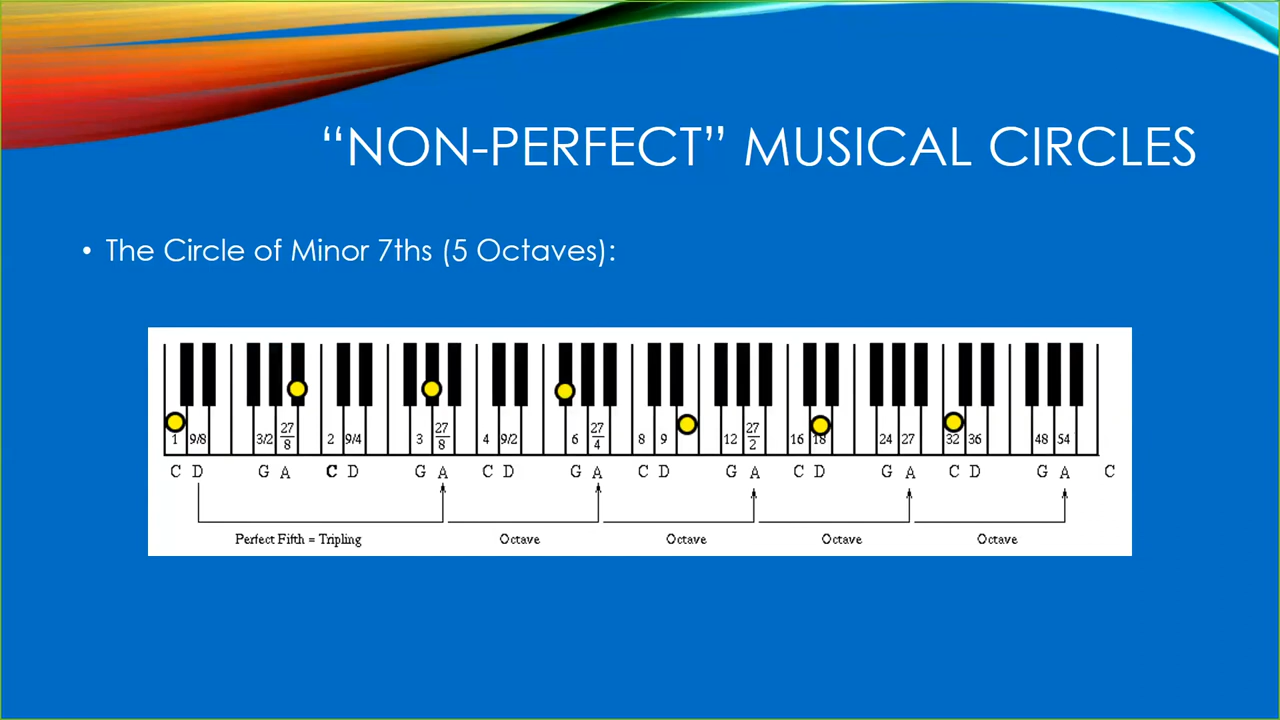 “NON-PERFECT” MUSICAL CIRCLES
• The Circle of Minor 7ths (5 Octaves):
1 9/8 3/2 27/8 2 9/4 3 27/8 4 9/2 6 27/4 8 9 12 27/2 16 18 24 27 32 36 48 54
C D G A C D G A C D G A C D G A C D G A C D G A C
Perfect Fifth = Tripling Octave Octave Octave Octave